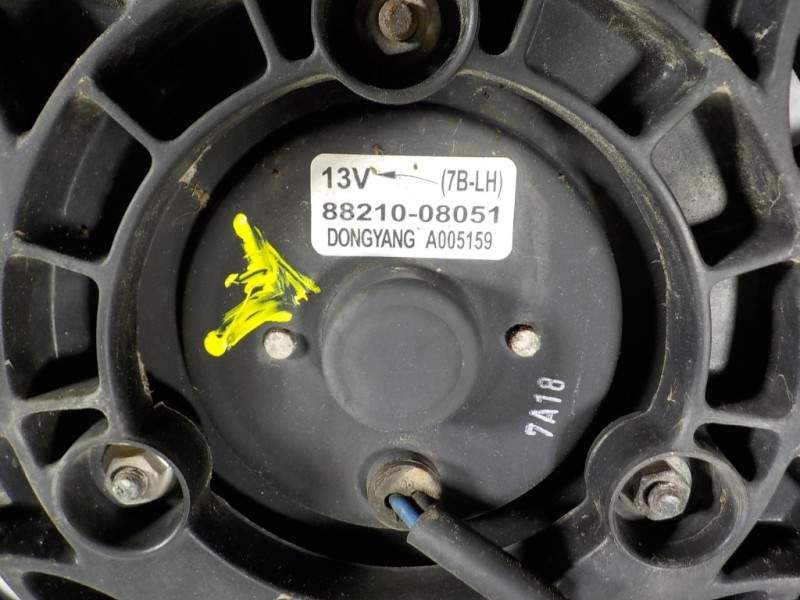 13V (7B-LH)
88210-08051
DONGYANG A005159
7A18